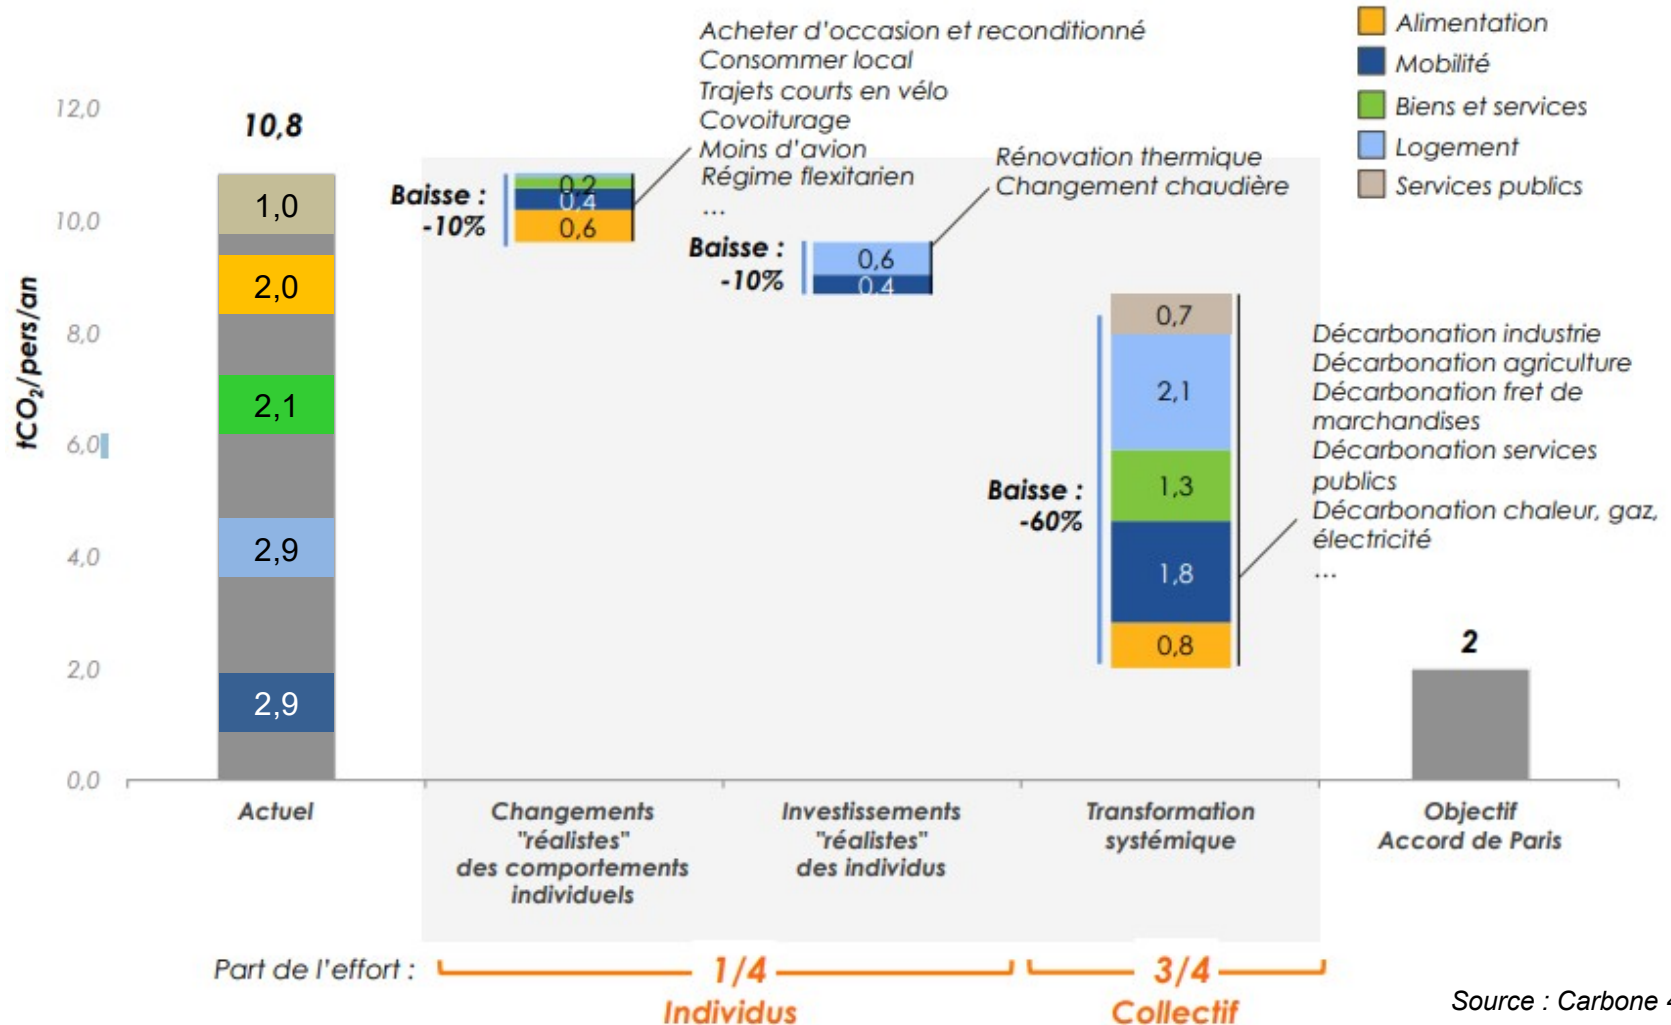 Alimentation
Mobilité
Biens et services
Logement
Services publics
Acheter d'occasion et reconditionné
Consommer local
Trajets courts en vélo
Covoiturage
Moins d'avion
Régime flexitarien
...
Rénovation thermique
Changement chaudière
tCO₂/pers/an
12,0
10,0
8,0
6,0
4,0
2,0
0,0
10,8
1,0
2,0
2,1
2,9
2,9
Baisse :
-10%
0,2
0,4
0,6
Baisse :
-10%
0,6
0,4
Baisse :
-60%
0,7
2,1
1,3
1,8
0,8
Décarbonation industrie
Décarbonation agriculture
Décarbonation fret de
marchandises
Décarbonation services
publics
Décarbonation chaleur, gaz,
électricité
...
2
Actuel
Changements
"réalistes"
des comportements
individuels
Investissements
"réalistes"
des individus
Transformation
systémique
Objectif
Accord de Paris
Part de l'effort :
1/4
Individus
3/4
Collectif
Source : Carbone 4